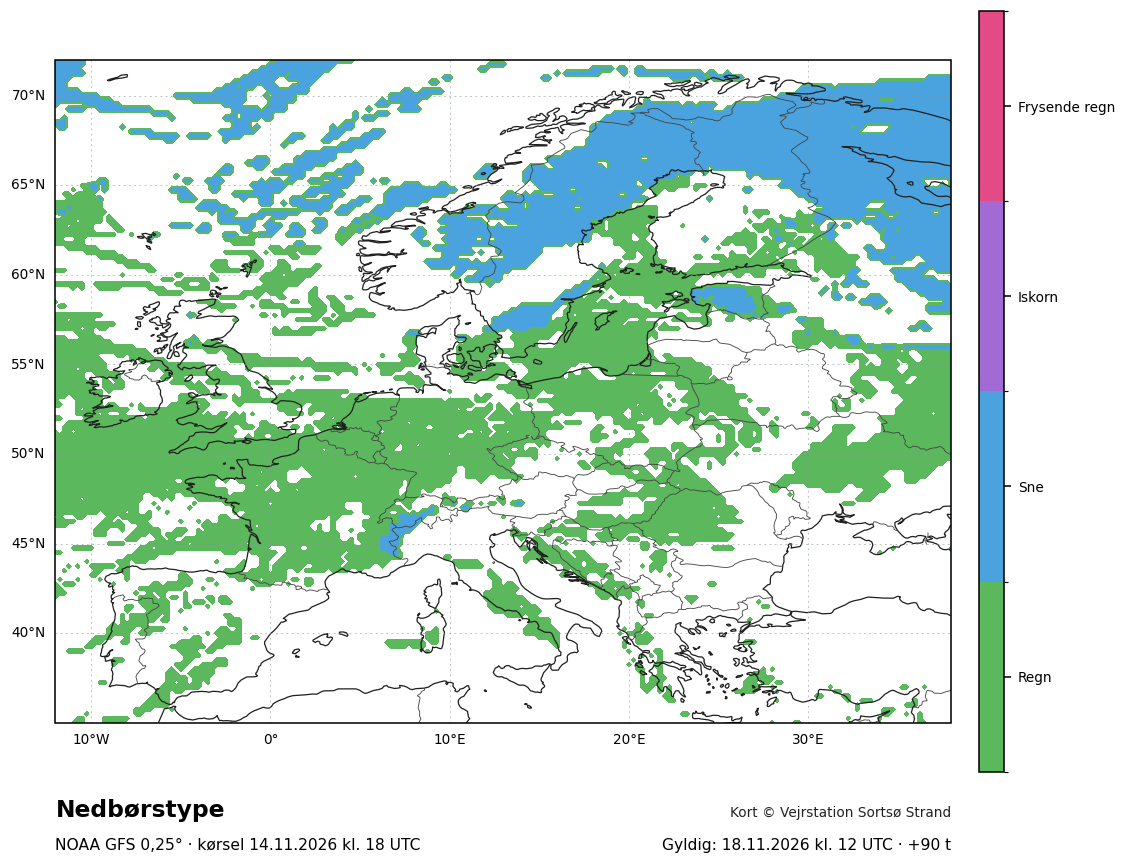 70°N
65°N
60°N
55°N
50°N
45°N
40°N
10°W
0°
10°E
20°E
30°E
Frysende regn
Iskorn
Sne
Regn
Nedbørstype
Kort © Vejrstation Sortsø Strand
NOAA GFS 0,25° · kørsel 14.11.2026 kl. 18 UTC
Gyldig: 18.11.2026 kl. 12 UTC · +90 t